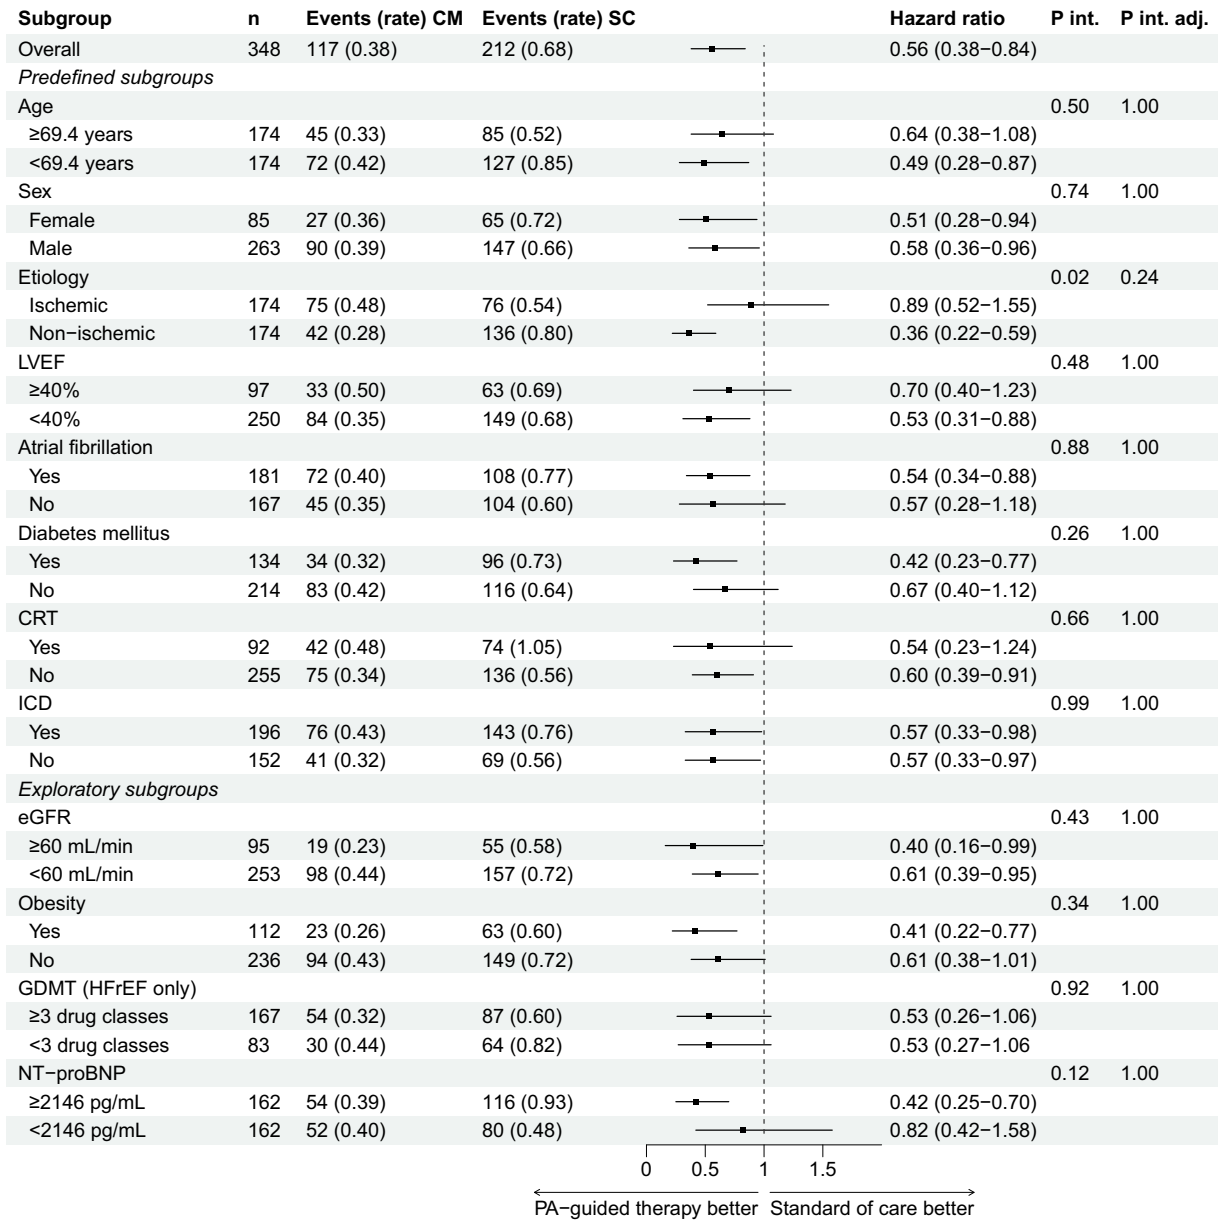 Subgroup n Events (rate) CM Events (rate) SC Hazard ratio P int. P int. adj.
Overall 348 117 (0.38) 212 (0.68) 0.56 (0.38−0.84)
Predefined subgroups
Age 0.50 1.00
≥69.4 years 174 45 (0.33) 85 (0.52) 0.64 (0.38−1.08)
<69.4 years 174 72 (0.42) 127 (0.85) 0.49 (0.28−0.87)
Sex 0.74 1.00
Female 85 27 (0.36) 65 (0.72) 0.51 (0.28−0.94)
Male 263 90 (0.39) 147 (0.66) 0.58 (0.36−0.96)
Etiology 0.02 0.24
Ischemic 174 75 (0.48) 76 (0.54) 0.89 (0.52−1.55)
Non−ischemic 174 42 (0.28) 136 (0.80) 0.36 (0.22−0.59)
LVEF 0.48 1.00
≥40% 97 33 (0.50) 63 (0.69) 0.70 (0.40−1.23)
<40% 250 84 (0.35) 149 (0.68) 0.53 (0.31−0.88)
Atrial fibrillation 0.88 1.00
Yes 181 72 (0.40) 108 (0.77) 0.54 (0.34−0.88)
No 167 45 (0.35) 104 (0.60) 0.57 (0.28−1.18)
Diabetes mellitus 0.26 1.00
Yes 134 34 (0.32) 96 (0.73) 0.42 (0.23−0.77)
No 214 83 (0.42) 116 (0.64) 0.67 (0.40−1.12)
CRT 0.66 1.00
Yes 92 42 (0.48) 74 (1.05) 0.54 (0.23−1.24)
No 255 75 (0.34) 136 (0.56) 0.60 (0.39−0.91)
ICD 0.99 1.00
Yes 196 76 (0.43) 143 (0.76) 0.57 (0.33−0.98)
No 152 41 (0.32) 69 (0.56) 0.57 (0.33−0.97)
Exploratory subgroups
eGFR 0.43 1.00
≥60 mL/min 95 19 (0.23) 55 (0.58) 0.40 (0.16−0.99)
<60 mL/min 253 98 (0.44) 157 (0.72) 0.61 (0.39−0.95)
Obesity 0.34 1.00
Yes 112 23 (0.26) 63 (0.60) 0.41 (0.22−0.77)
No 236 94 (0.43) 149 (0.72) 0.61 (0.38−1.01)
GDMT (HFrEF only) 0.92 1.00
≥3 drug classes 167 54 (0.32) 87 (0.60) 0.53 (0.26−1.06)
<3 drug classes 83 30 (0.44) 64 (0.82) 0.53 (0.27−1.06
NT−proBNP 0.12 1.00
≥2146 pg/mL 162 54 (0.39) 116 (0.93) 0.42 (0.25−0.70)
<2146 pg/mL 162 52 (0.40) 80 (0.48) 0.82 (0.42−1.58)
0 0.5 1 1.5
PA−guided therapy better Standard of care better